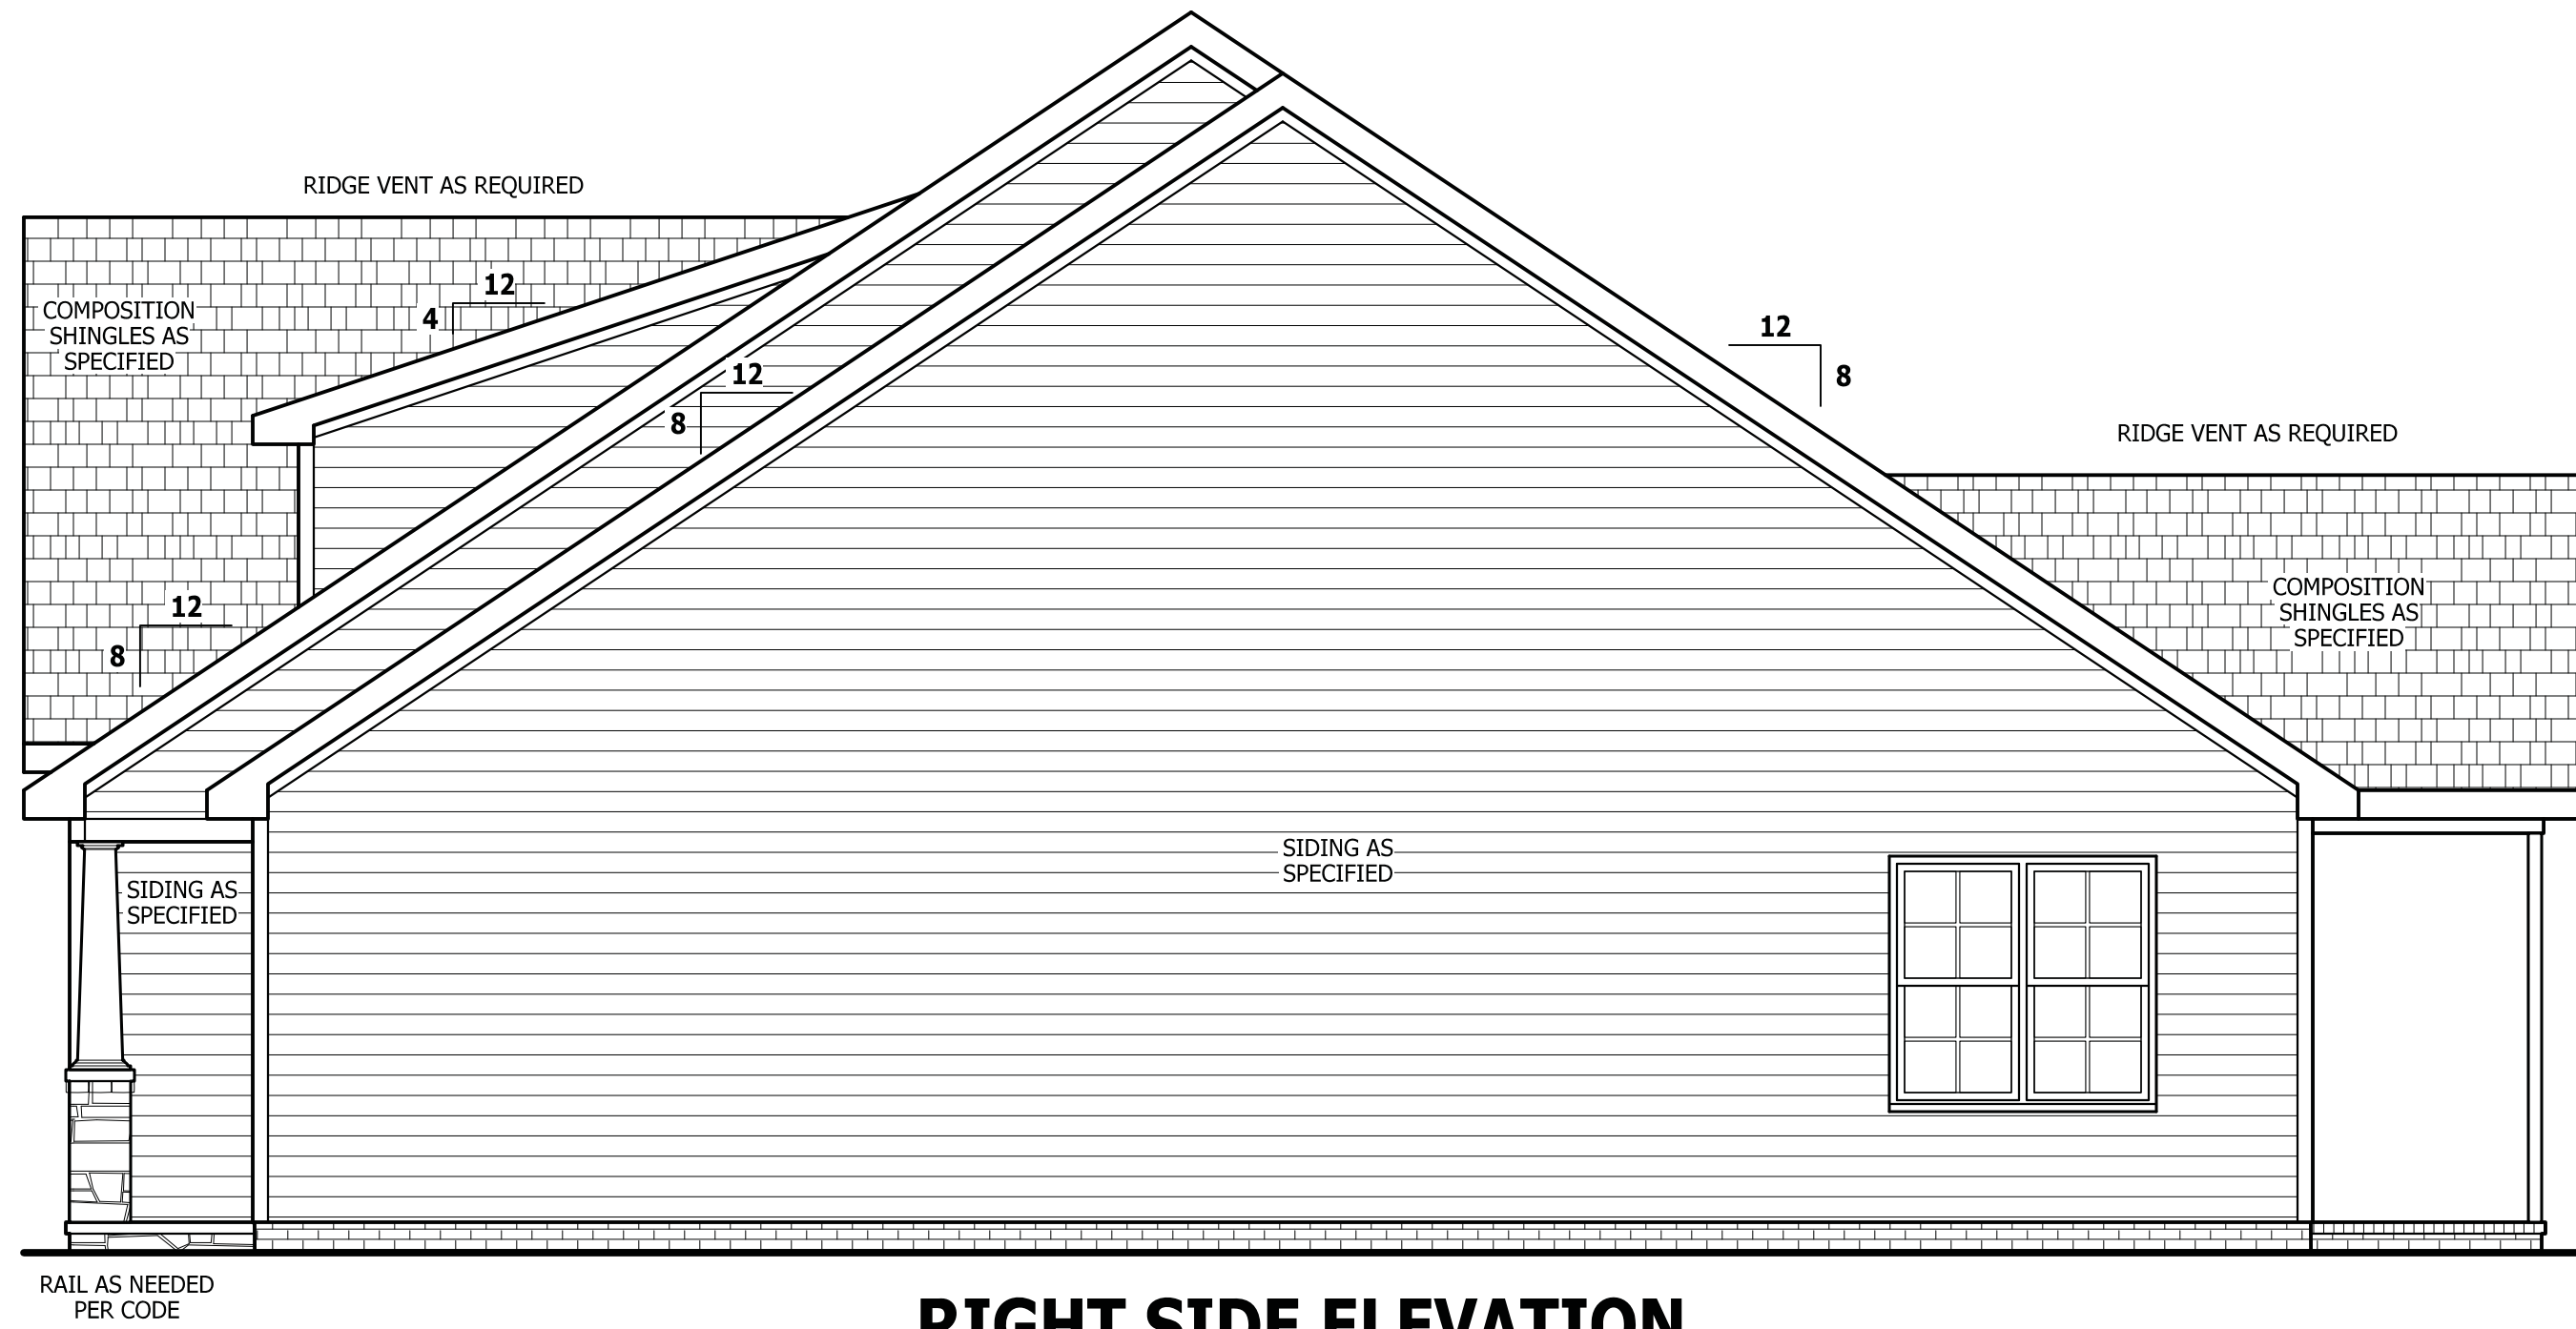 RIDGE VENT AS REQUIRED
12
4
COMPOSITION
SHINGLES AS
SPECIFIED
12
8
12
8
RIDGE VENT AS REQUIRED
12
8
COMPOSITION
SHINGLES AS
SPECIFIED
SIDING AS
SPECIFIED
SIDING AS
SPECIFIED
RAIL AS NEEDED
PER CODE
RIGHT SIDE ELEVATION